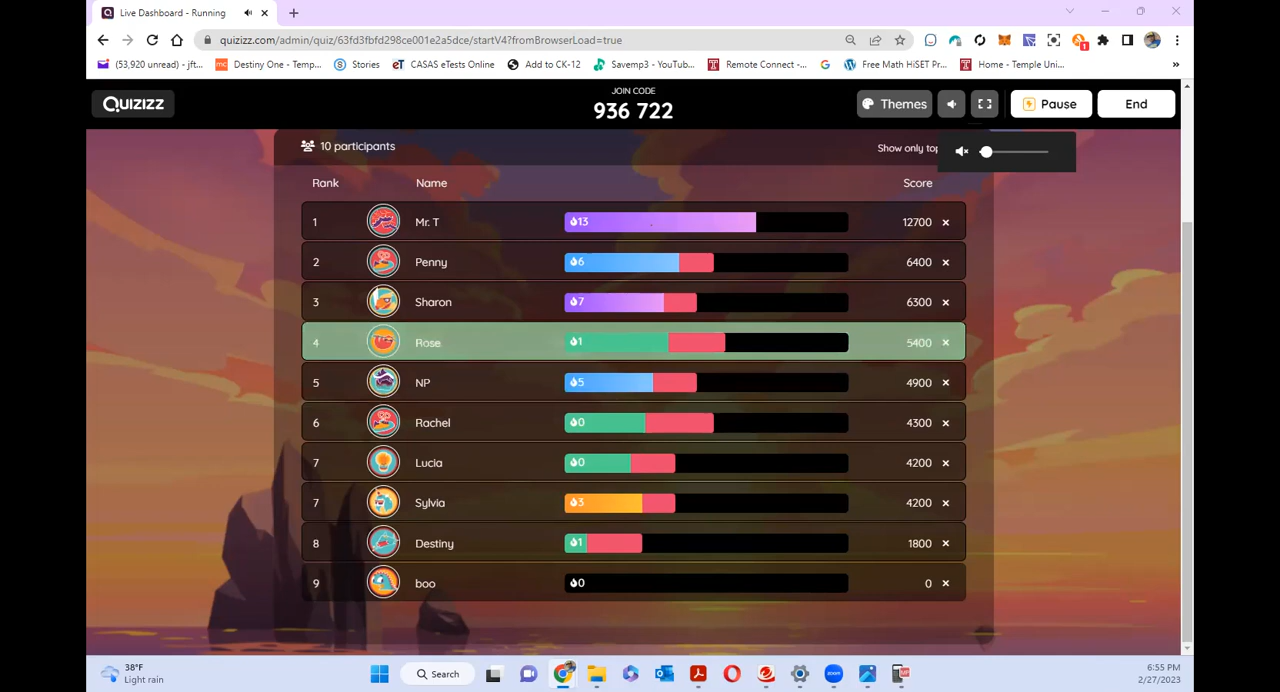 Live Dashboard - Running
quizizz.com/admin/quiz/63fd3fbfd298ce001e2a5dce/startV4?fromBrowserLoad=true
1
(53,920 unread) - jft...
Destiny One - Temp...
Stories
eT CASAS eTests Online
Add to CK-12
Savemp3 - YouTub...
Remote Connect -...
Free Math HiSET Pr...
Home - Temple Uni...
»
Quizizz
JOIN CODE
936 722
Themes
Pause
End
10 participants
Show only top
Rank Name Score
1 Mr. T 13 12700 ×
2 Penny 6 6400 ×
3 Sharon 7 6300 ×
4 Rose 1 5400 ×
5 NP 5 4900 ×
6 Rachel 0 4300 ×
7 Lucia 0 4200 ×
7 Sylvia 3 4200 ×
8 Destiny 1 1800 ×
9 boo 0 0 ×
38°F
Light rain
Search
zoom
6:55 PM
2/27/2023